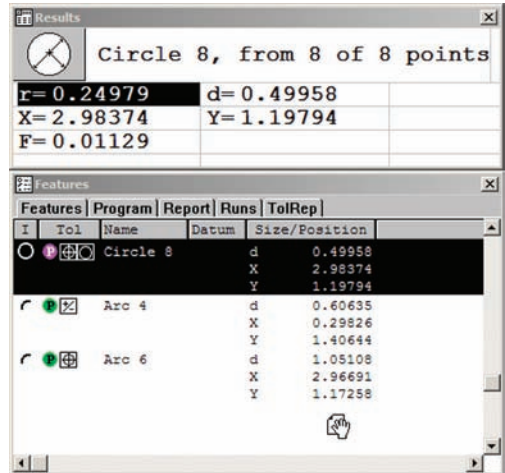 Results
Circle 8, from 8 of 8 points
r= 0.24979 d= 0.49958
X= 2.98374 Y= 1.19794
F= 0.01129
Features
Features Program Report Runs TolRep
I Tol Name Datum Size/Position
P Circle 8 d 0.49958
X 2.98374
Y 1.19794
P +/- Arc 4 d 0.60635
X 0.29826
Y 1.40644
P Arc 6 d 1.05108
X 2.96691
Y 1.17258